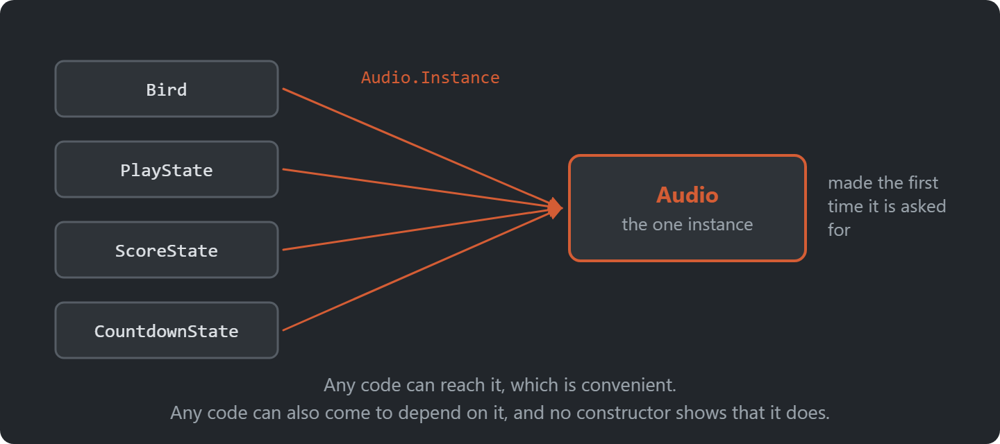 Bird
Audio.Instance
PlayState
ScoreState
CountdownState
Audio
the one instance
made the first
time it is asked
for
Any code can reach it, which is convenient.
Any code can also come to depend on it, and no constructor shows that it does.